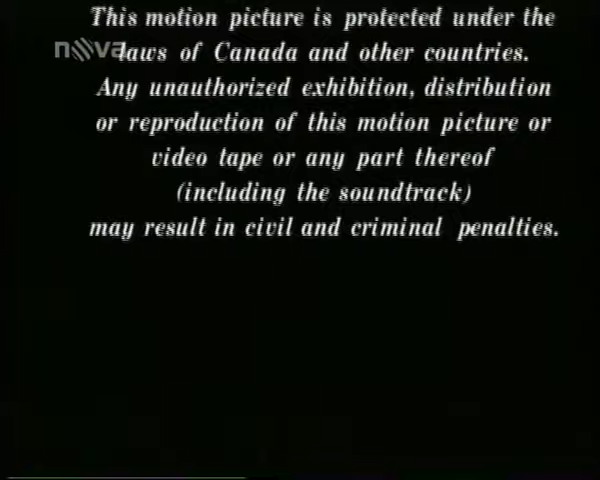 This motion picture is protected under the
nova
laws of Canada and other countries.
Any unauthorized exhibition, distribution
or reproduction of this motion picture or
video tape or any part thereof
(including the soundtrack)
may result in civil and criminal penalties.